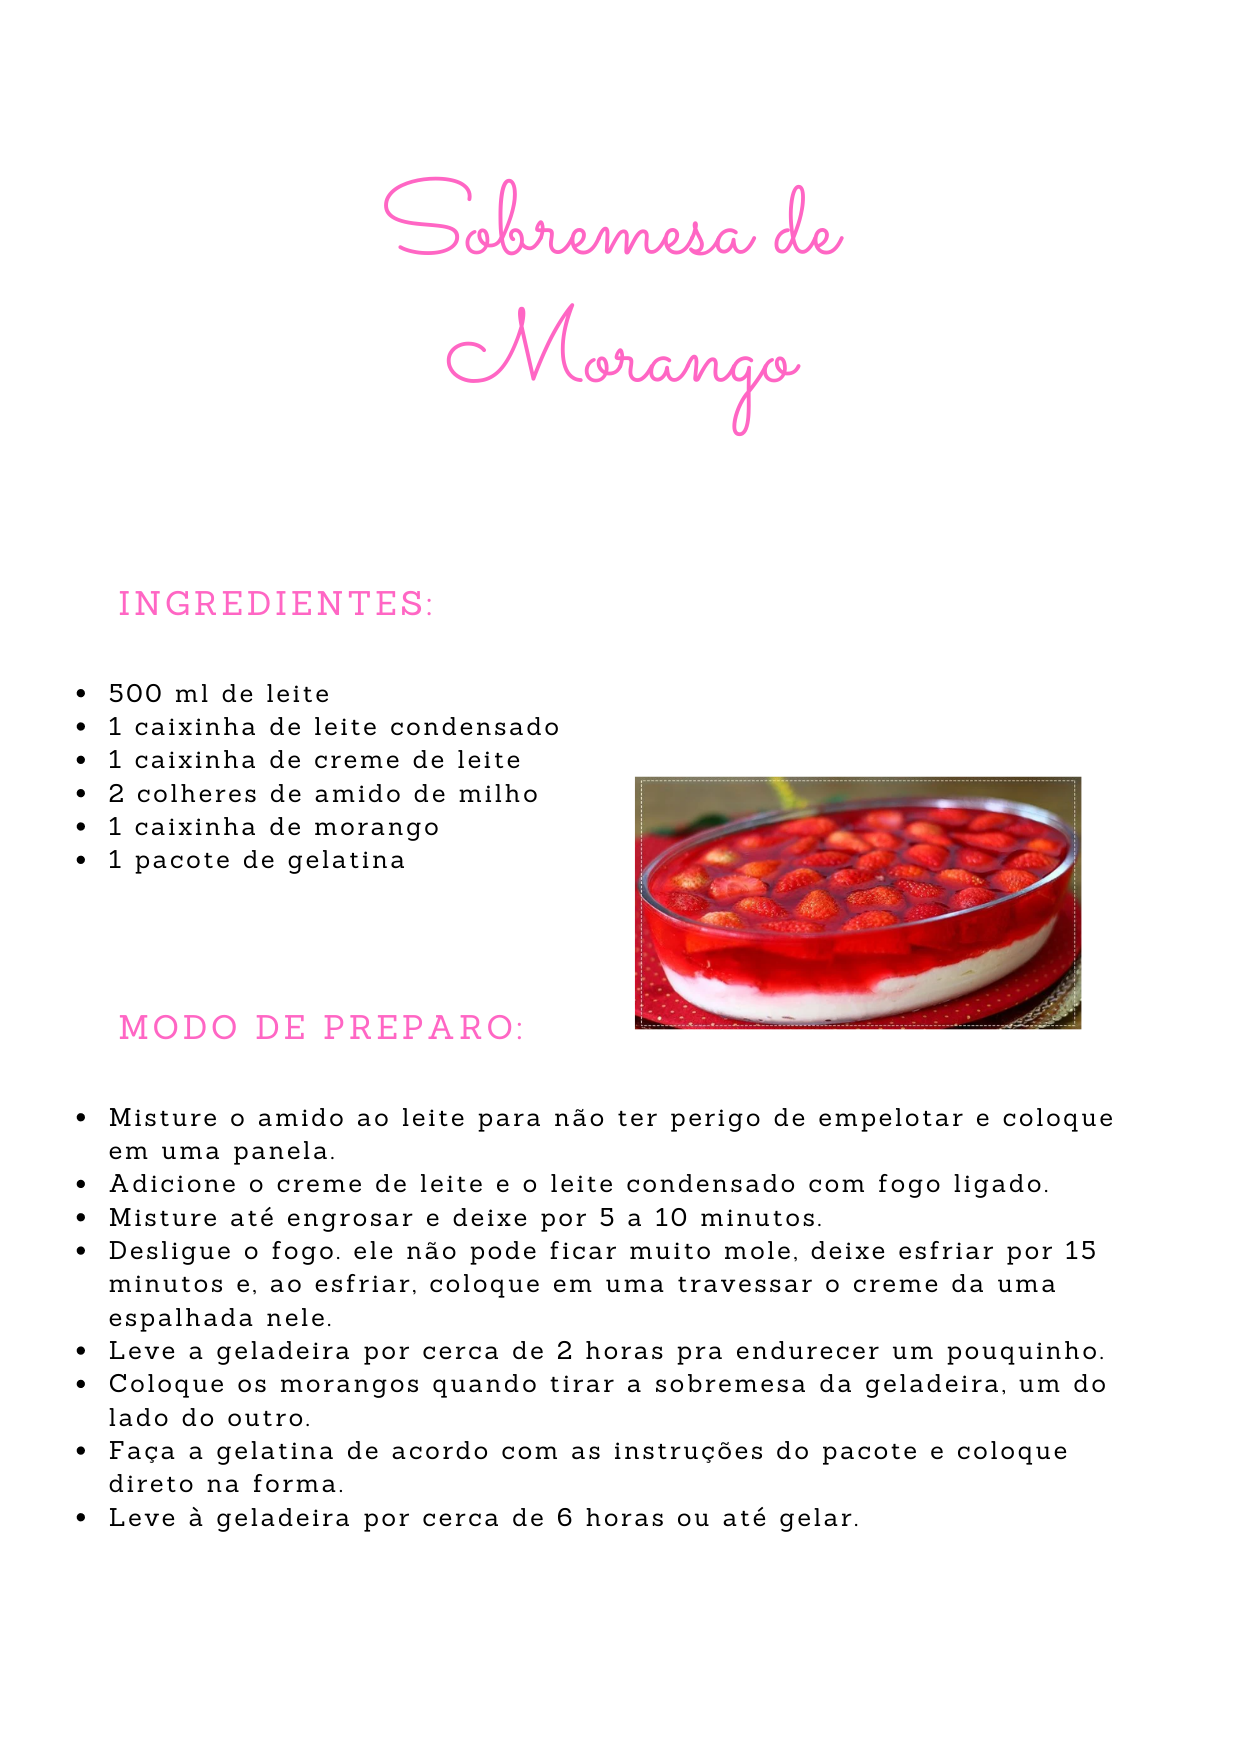 Sobremesa de
Morango
INGREDIENTES:
• 500 ml de leite
• 1 caixinha de leite condensado
• 1 caixinha de creme de leite
• 2 colheres de amido de milho
• 1 caixinha de morango
• 1 pacote de gelatina
MODO DE PREPARO:
• Misture o amido ao leite para não ter perigo de empelotar e coloque
em uma panela.
• Adicione o creme de leite e o leite condensado com fogo ligado.
• Misture até engrosar e deixe por 5 a 10 minutos.
• Desligue o fogo. ele não pode ficar muito mole, deixe esfriar por 15
minutos e, ao esfriar, coloque em uma travessar o creme da uma
espalhada nele.
• Leve a geladeira por cerca de 2 horas pra endurecer um pouquinho.
• Coloque os morangos quando tirar a sobremesa da geladeira, um do
lado do outro.
• Faça a gelatina de acordo com as instruções do pacote e coloque
direto na forma.
• Leve à geladeira por cerca de 6 horas ou até gelar.